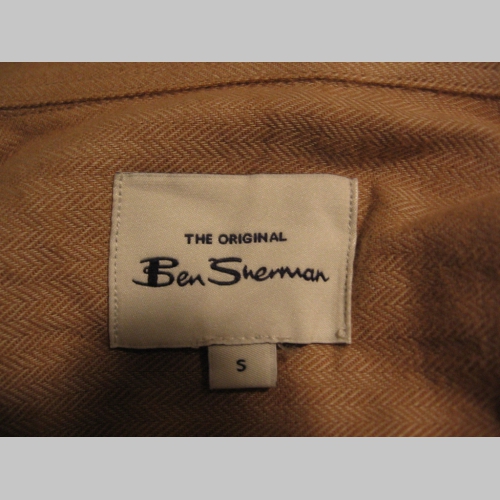 THE ORIGINAL
Ben Sherman
S